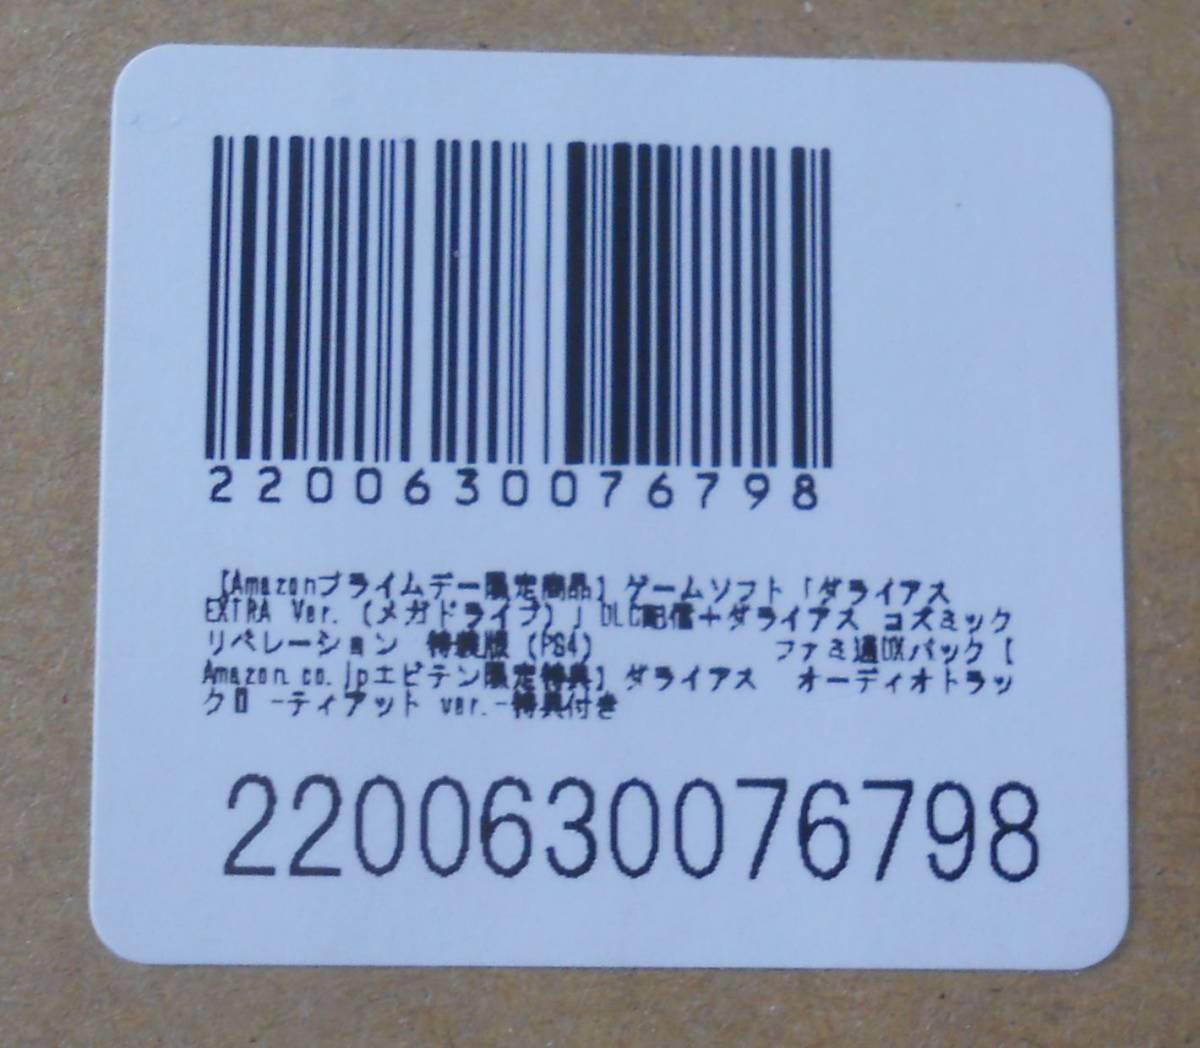 2200630076798
【Amazonプライムデー限定商品】ゲームソフト「ダライアス
EXTRA Ver. (メガドライブ)」DLC配信+ダライアス コズミック
リベレーション 特装版 (PS4) ファミ通DXパック【
Amazon.co.jpエビテン限定特典】ダライアス オーディオトラッ
ク -ティアット ver.-特典付き
2200630076798